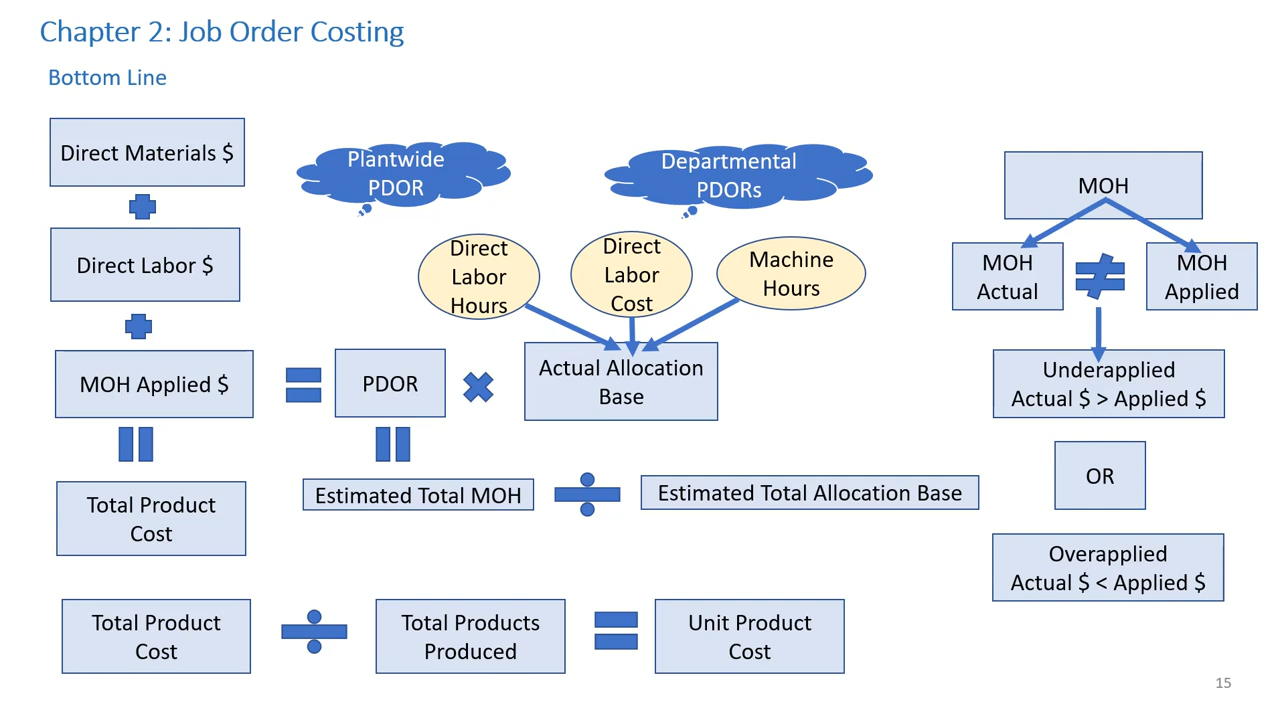 Chapter 2: Job Order Costing
Bottom Line
Direct Materials $
Direct Labor $
MOH Applied $
Total Product
Cost
Plantwide
PDOR
Departmental
PDORs
Direct
Labor
Hours
Direct
Labor
Cost
Machine
Hours
PDOR
Actual Allocation
Base
Estimated Total MOH
Estimated Total Allocation Base
Total Product
Cost
Total Products
Produced
Unit Product
Cost
MOH
MOH
Actual
MOH
Applied
Underapplied
Actual $ > Applied $
OR
Overapplied
Actual $ < Applied $
15